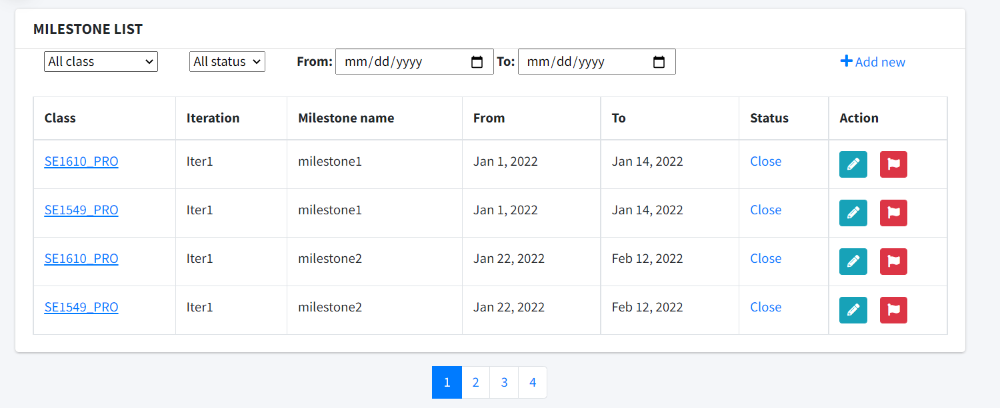 MILESTONE LIST
All class All status From: mm/dd/yyyy To: mm/dd/yyyy Add new
Class Iteration Milestone name From To Status Action
SE1610_PRO Iter1 milestone1 Jan 1, 2022 Jan 14, 2022 Close
SE1549_PRO Iter1 milestone1 Jan 1, 2022 Jan 14, 2022 Close
SE1610_PRO Iter1 milestone2 Jan 22, 2022 Feb 12, 2022 Close
SE1549_PRO Iter1 milestone2 Jan 22, 2022 Feb 12, 2022 Close
1 2 3 4